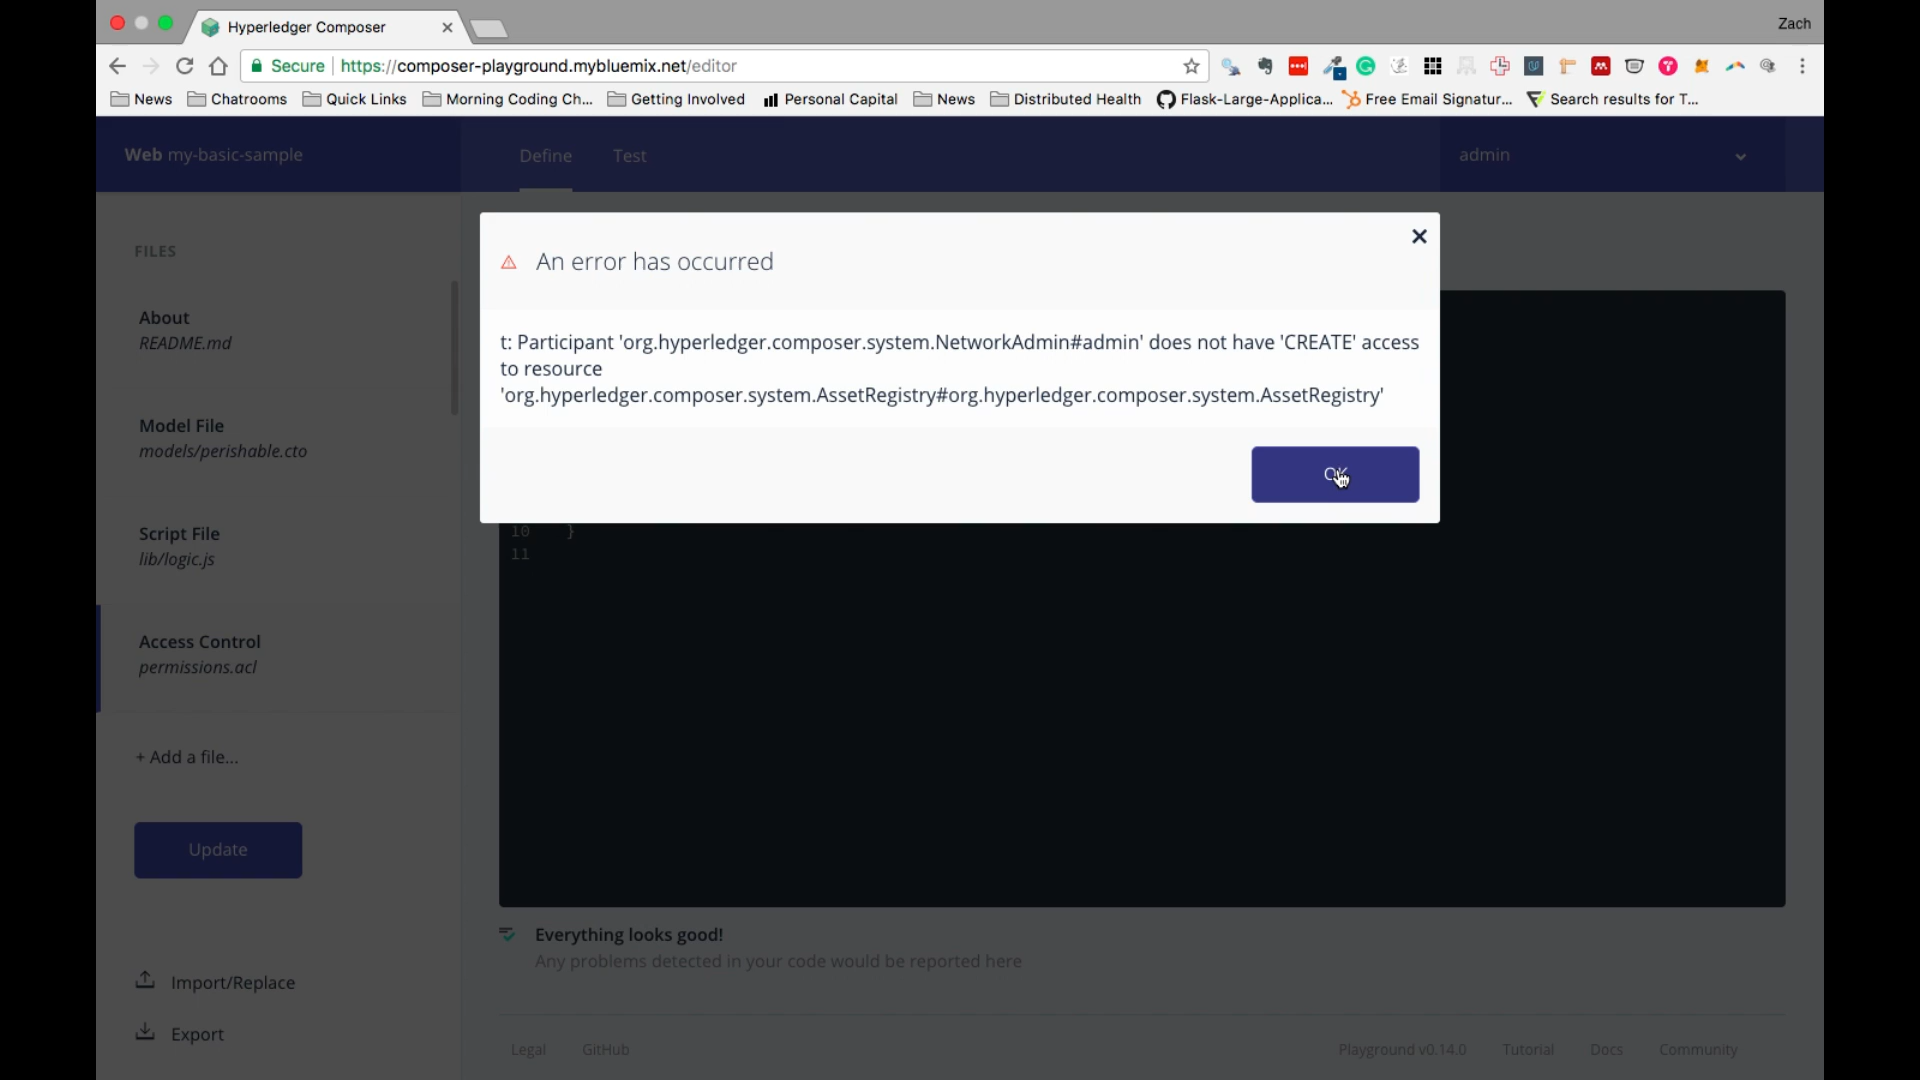 Hyperledger Composer
Zach
Secure https://composer-playground.mybluemix.net/editor
News Chatrooms Quick Links Morning Coding Ch... Getting Involved Personal Capital News Distributed Health Flask-Large-Applica... Free Email Signatur... Search results for T...
Web my-basic-sample
Define Test
admin
FILES
An error has occurred
About
README.md
t: Participant 'org.hyperledger.composer.system.NetworkAdmin#admin' does not have 'CREATE' access
to resource
'org.hyperledger.composer.system.AssetRegistry#org.hyperledger.composer.system.AssetRegistry'
Model File
models/perishable.cto
OK
10 }
11
Script File
lib/logic.js
Access Control
permissions.acl
+ Add a file...
Update
Everything looks good!
Any problems detected in your code would be reported here
Import/Replace
Export
Legal GitHub
Playground v0.14.0 Tutorial Docs Community